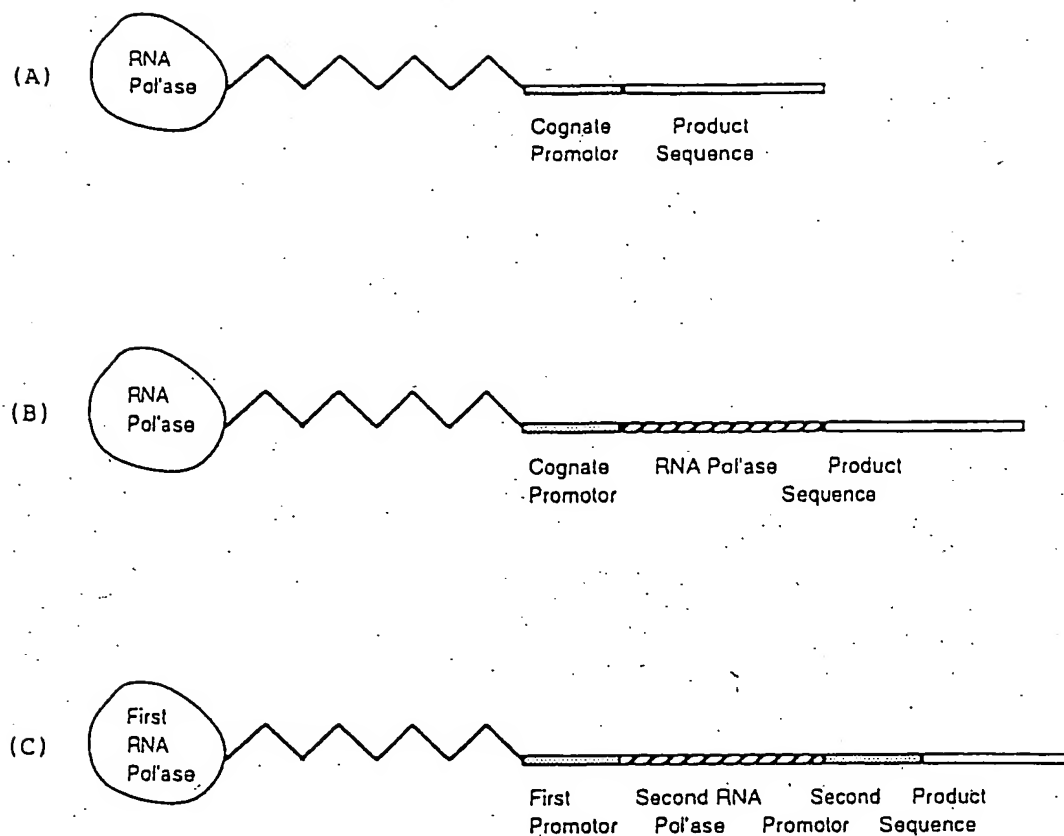 (A)
RNA
Pol'ase
Cognate Product
Promotor Sequence
(B)
RNA
Pol'ase
Cognate RNA Pol'ase Product
Promotor Sequence
(C)
First
RNA
Pol'ase
First Second RNA Second Product
Promotor Pol'ase Promotor Sequence